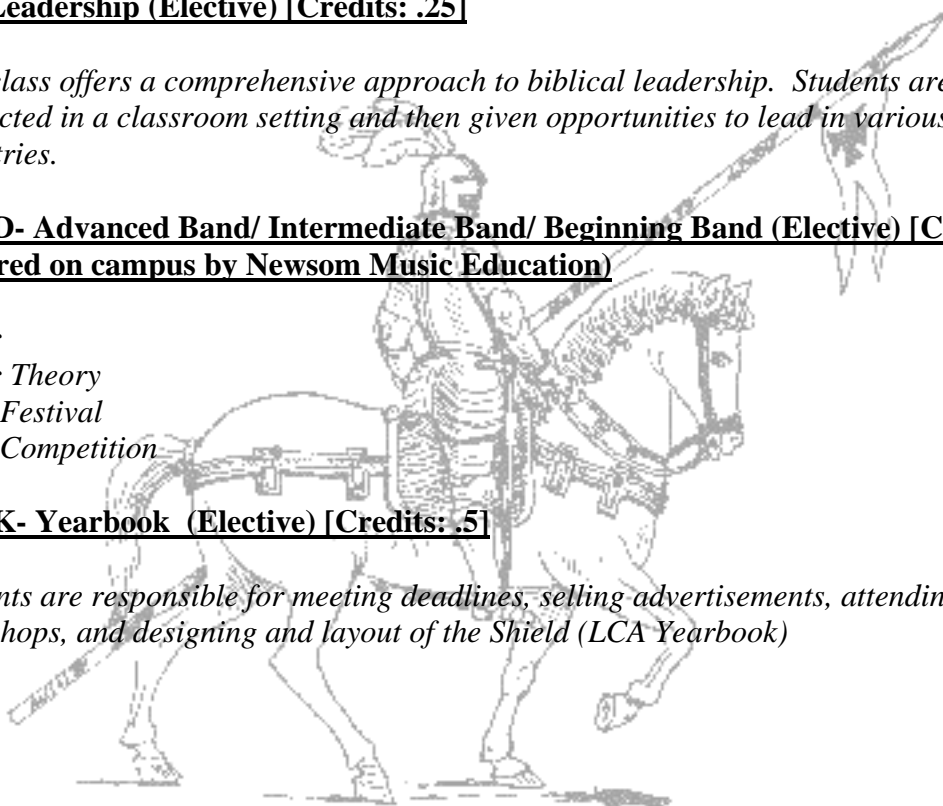 Leadership (Elective) [Credits: .25]
class offers a comprehensive approach to biblical leadership. Students are
cted in a classroom setting and then given opportunities to lead in various
tries.
O- Advanced Band/ Intermediate Band/ Beginning Band (Elective) [C
red on campus by Newsom Music Education)
: Theory
Festival
Competition
K- Yearbook (Elective) [Credits: .5]
nts are responsible for meeting deadlines, selling advertisements, attendin
hops, and designing and layout of the Shield (LCA Yearbook)